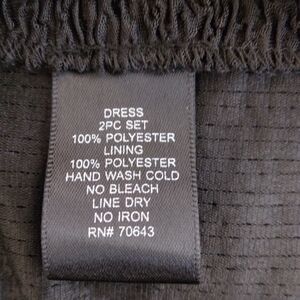 DRESS
2PC SET
100% POLYESTER
LINING
100% POLYESTER
HAND WASH COLD
NO BLEACH
LINE DRY
NO IRON
RN# 70643